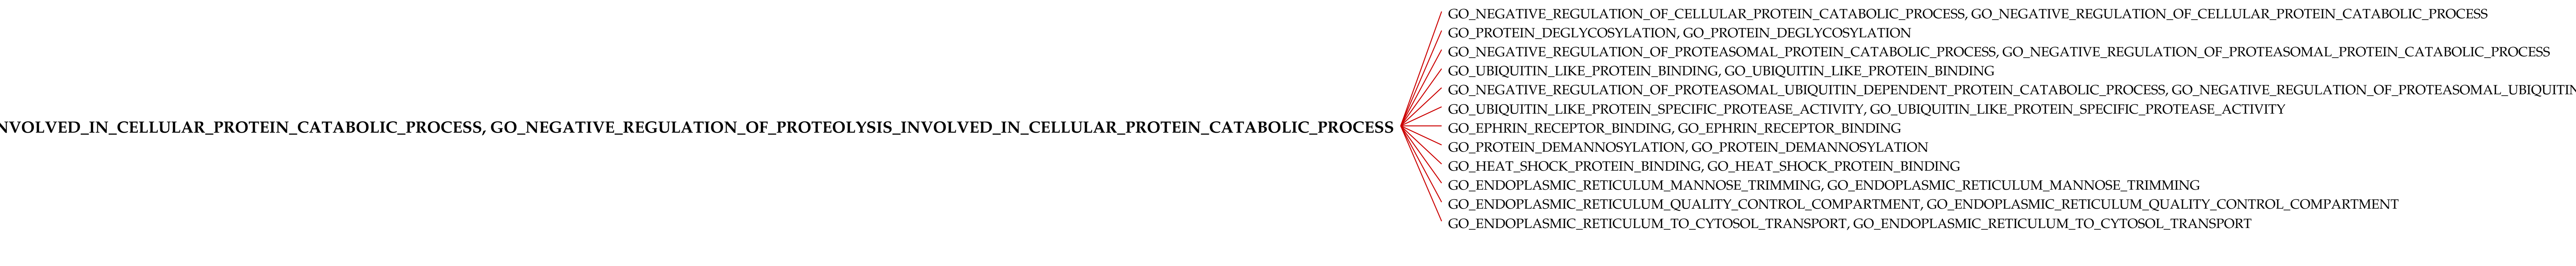 GO_NEGATIVE_REGULATION_OF_CELLULAR_PROTEIN_CATABOLIC_PROCESS, GO_NEGATIVE_REGULATION_OF_CELLULAR_PROTEIN_CATABOLIC_PROCESS
GO_PROTEIN_DEGLYCOSYLATION, GO_PROTEIN_DEGLYCOSYLATION
GO_NEGATIVE_REGULATION_OF_PROTEASOMAL_PROTEIN_CATABOLIC_PROCESS, GO_NEGATIVE_REGULATION_OF_PROTEASOMAL_PROTEIN_CATABOLIC_PROCESS
GO_UBIQUITIN_LIKE_PROTEIN_BINDING, GO_UBIQUITIN_LIKE_PROTEIN_BINDING
GO_NEGATIVE_REGULATION_OF_PROTEASOMAL_UBIQUITIN_DEPENDENT_PROTEIN_CATABOLIC_PROCESS, GO_NEGATIVE_REGULATION_OF_PROTEASOMAL_UBIQUITIN
GO_UBIQUITIN_LIKE_PROTEIN_SPECIFIC_PROTEASE_ACTIVITY, GO_UBIQUITIN_LIKE_PROTEIN_SPECIFIC_PROTEASE_ACTIVITY
NVOLVED_IN_CELLULAR_PROTEIN_CATABOLIC_PROCESS, GO_NEGATIVE_REGULATION_OF_PROTEOLYSIS_INVOLVED_IN_CELLULAR_PROTEIN_CATABOLIC_PROCESS
GO_EPHRIN_RECEPTOR_BINDING, GO_EPHRIN_RECEPTOR_BINDING
GO_PROTEIN_DEMANNOSYLATION, GO_PROTEIN_DEMANNOSYLATION
GO_HEAT_SHOCK_PROTEIN_BINDING, GO_HEAT_SHOCK_PROTEIN_BINDING
GO_ENDOPLASMIC_RETICULUM_MANNOSE_TRIMMING, GO_ENDOPLASMIC_RETICULUM_MANNOSE_TRIMMING
GO_ENDOPLASMIC_RETICULUM_QUALITY_CONTROL_COMPARTMENT, GO_ENDOPLASMIC_RETICULUM_QUALITY_CONTROL_COMPARTMENT
GO_ENDOPLASMIC_RETICULUM_TO_CYTOSOL_TRANSPORT, GO_ENDOPLASMIC_RETICULUM_TO_CYTOSOL_TRANSPORT